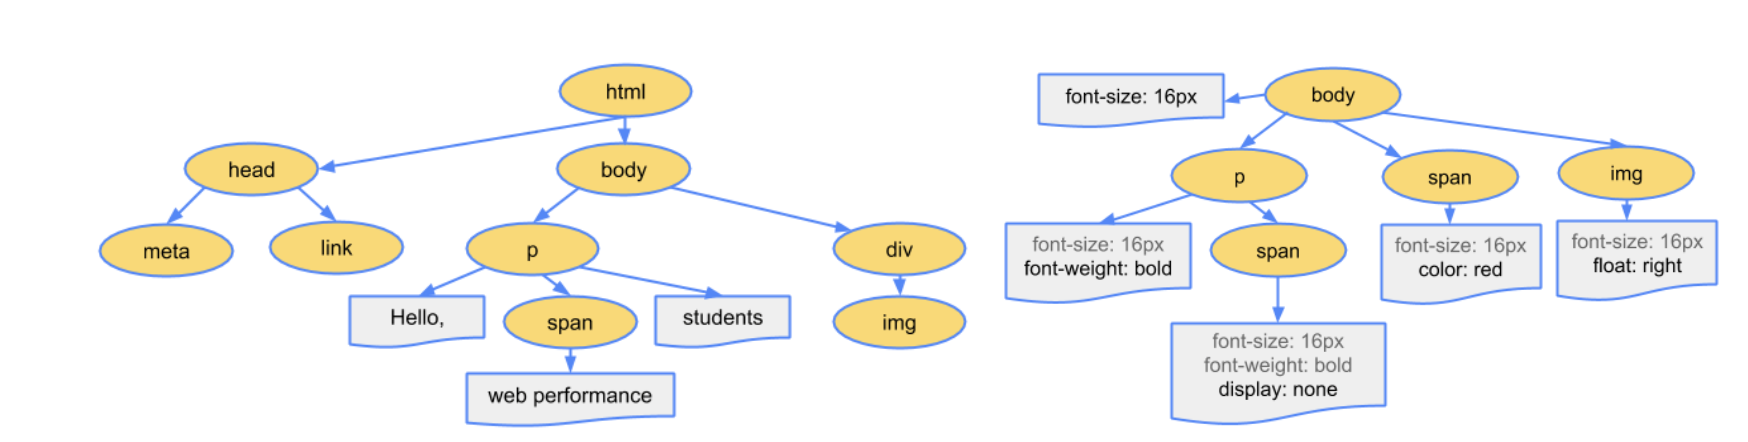 html
head
body
meta
link
p
div
Hello,
span
students
img
web performance
body
font-size: 16px
p
span
img
font-size: 16px
font-weight: bold
span
font-size: 16px
color: red
font-size: 16px
float: right
font-size: 16px
font-weight: bold
display: none